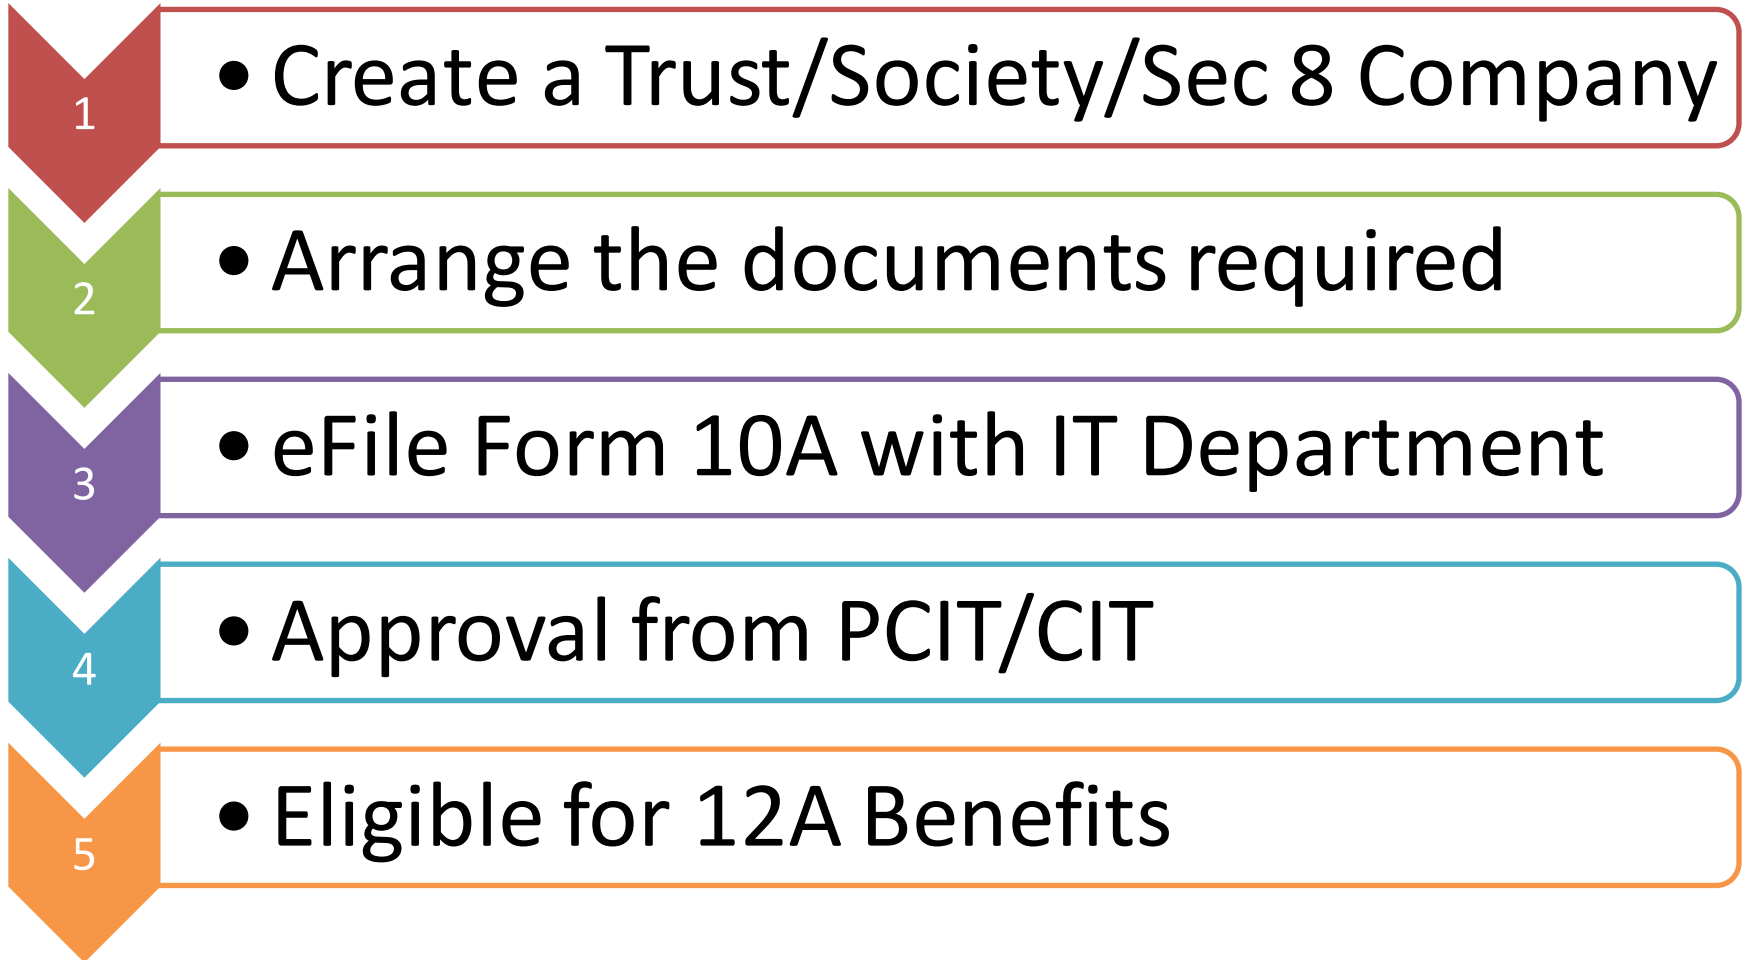 1
• Create a Trust/Society/Sec 8 Company
2
• Arrange the documents required
3
• eFile Form 10A with IT Department
4
• Approval from PCIT/CIT
5
• Eligible for 12A Benefits